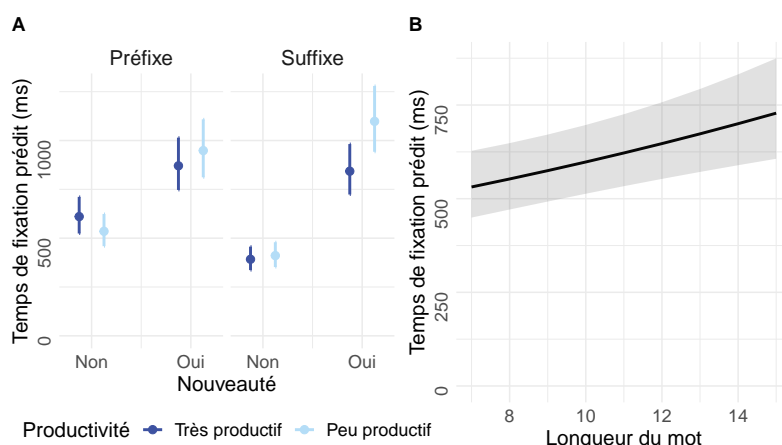 A
Préfixe Suffixe
Temps de fixation prédit (ms)
1000
500
0
Non Oui Non Oui
Nouveauté
Productivité Très productif Peu productif
B
Temps de fixation prédit (ms)
750
500
250
0
8 10 12 14
Longueur du mot